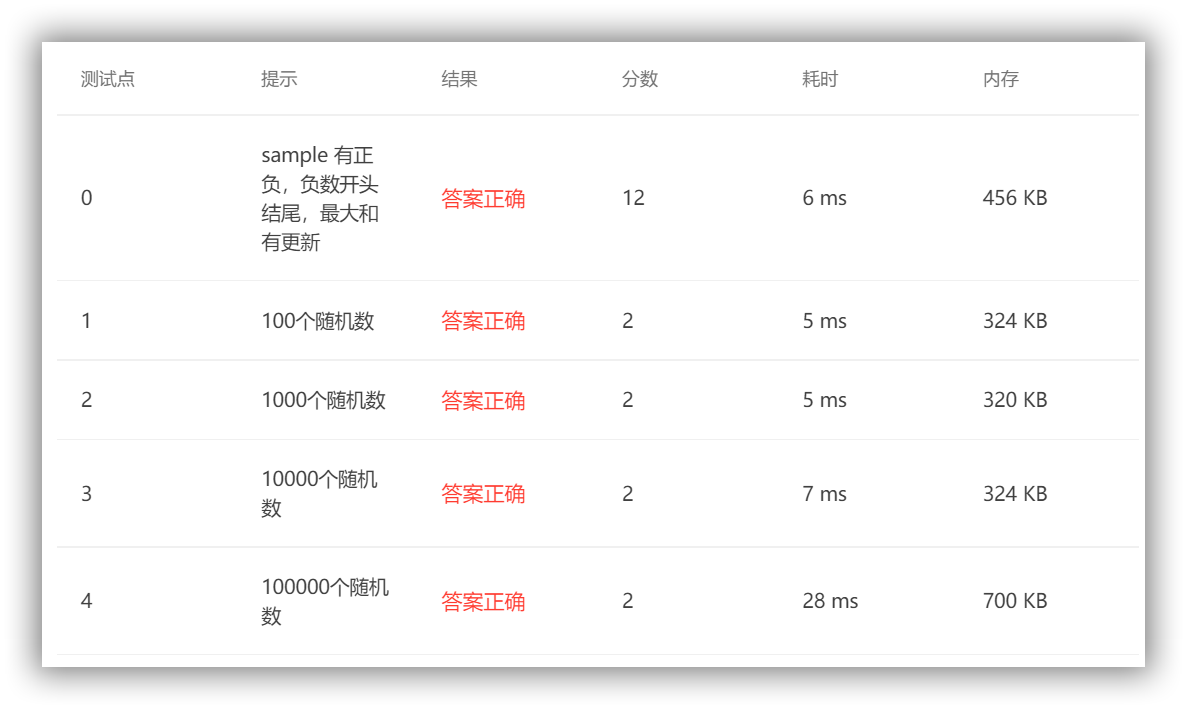 测试点 提示 结果 分数 耗时 内存
sample 有正
负，负数开头
0 答案正确 12 6 ms 456 KB
结尾，最大和
有更新
1 100个随机数 答案正确 2 5 ms 324 KB
2 1000个随机数 答案正确 2 5 ms 320 KB
10000个随机
3 答案正确 2 7 ms 324 KB
数
100000个随机
4 答案正确 2 28 ms 700 KB
数